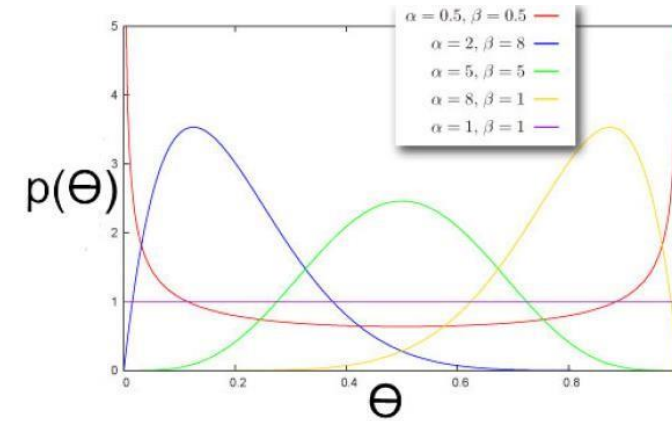 5
α = 0.5, β = 0.5
α = 2, β = 8
α = 5, β = 5
α = 8, β = 1
α = 1, β = 1
4
3
p(Θ)
2
1
0
0 0.2 0.4 0.6 0.8
Θ